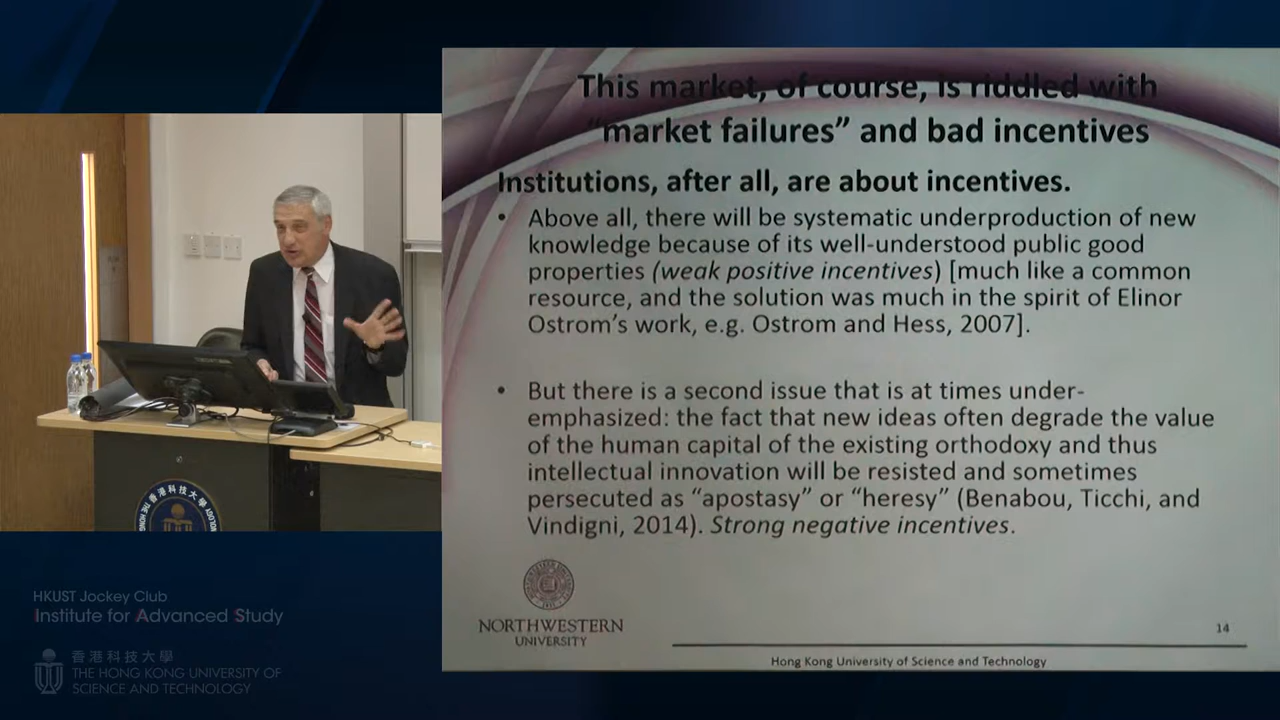 This market, of course, is riddled with
“market failures” and bad incentives
Institutions, after all, are about incentives.
• Above all, there will be systematic underproduction of new
knowledge because of its well-understood public good
properties (weak positive incentives) [much like a common
resource, and the solution was much in the spirit of Elinor
Ostrom’s work, e.g. Ostrom and Hess, 2007].
• But there is a second issue that is at times under-
emphasized: the fact that new ideas often degrade the value
of the human capital of the existing orthodoxy and thus
intellectual innovation will be resisted and sometimes
persecuted as “apostasy” or “heresy” (Benabou, Ticchi, and
Vindigni, 2014). Strong negative incentives.
NORTHWESTERN
UNIVERSITY
14
Hong Kong University of Science and Technology
香港科技大學
HKUST Jockey Club
Institute for Advanced Study
香港科技大學
THE HONG KONG UNIVERSITY OF
SCIENCE AND TECHNOLOGY